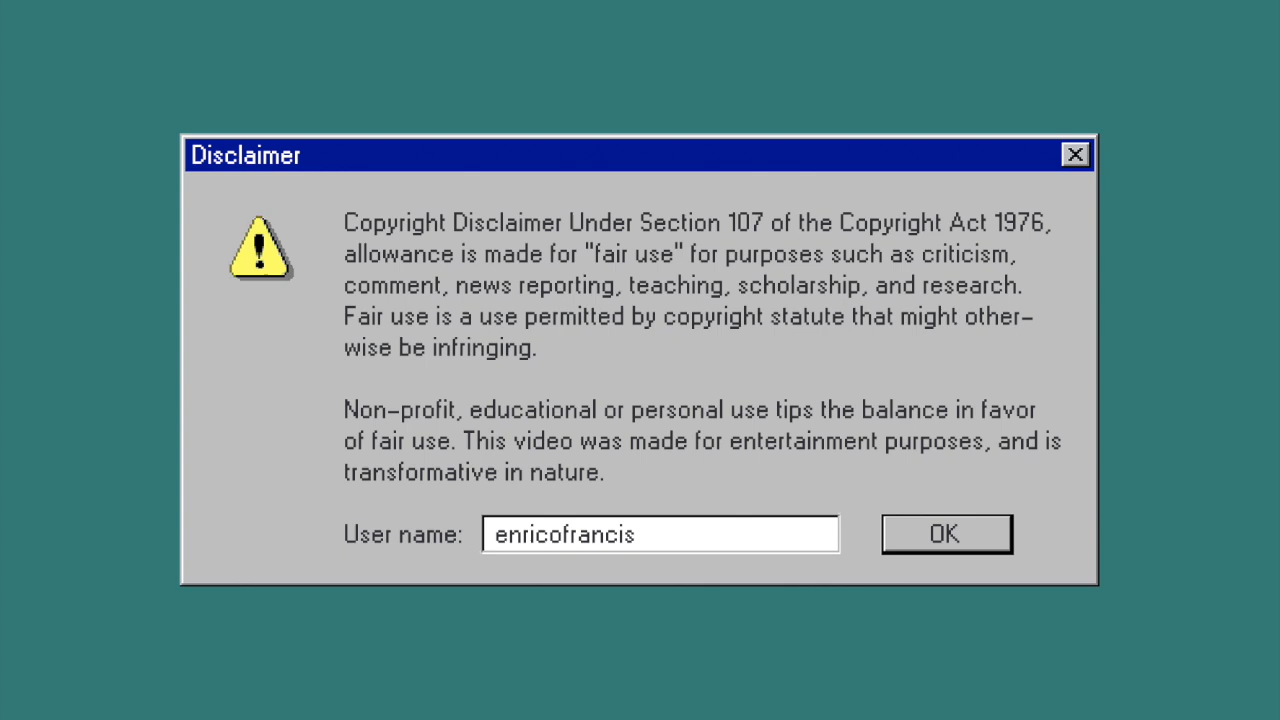 Disclaimer
Copyright Disclaimer Under Section 107 of the Copyright Act 1976,
allowance is made for "fair use" for purposes such as criticism,
comment, news reporting, teaching, scholarship, and research.
Fair use is a use permitted by copyright statute that might other-
wise be infringing.
Non-profit, educational or personal use tips the balance in favor
of fair use. This video was made for entertainment purposes, and is
transformative in nature.
User name: enricofrancis OK